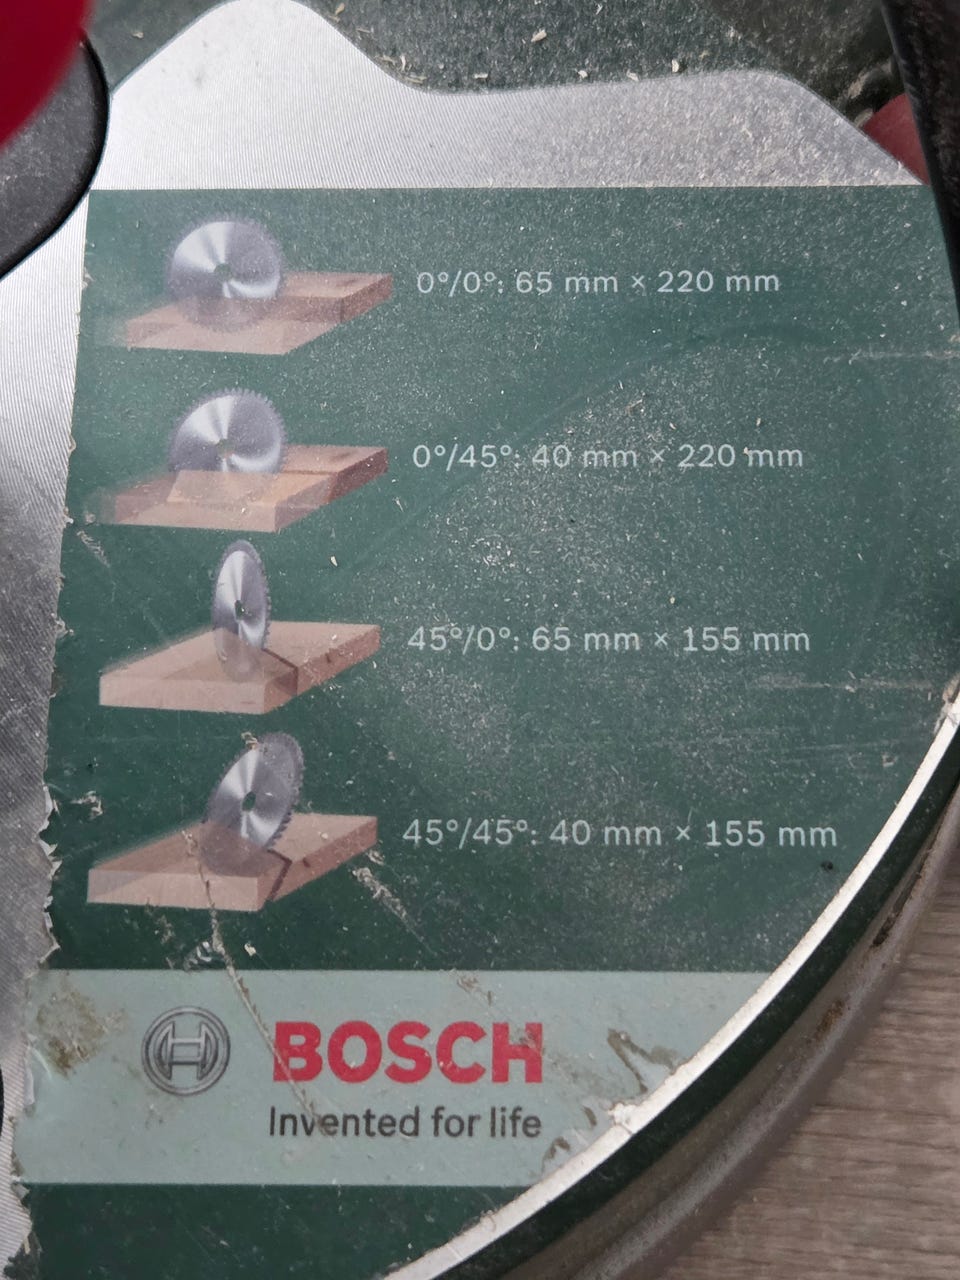 0°/0°: 65 mm × 220 mm
0°/45°: 40 mm × 220 mm
45°/0°: 65 mm × 155 mm
45°/45°: 40 mm × 155 mm
BOSCH
Invented for life